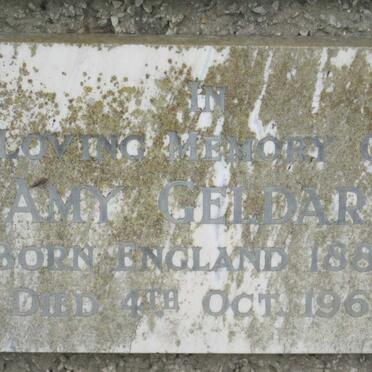 IN
LOVING MEMORY O
AMY GELDAR
BORN ENGLAND 188
DIED 4TH OCT. 196